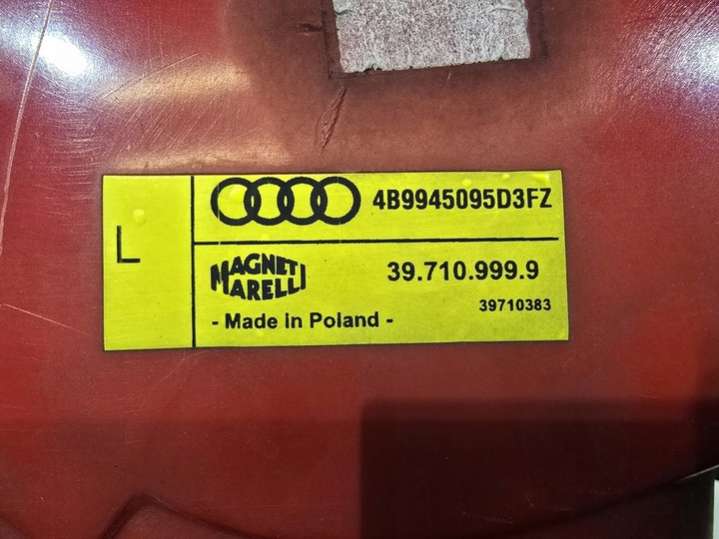 L
4B9945095D3FZ
MAGNETI
MARELLI
39.710.999.9
39710383
- Made in Poland -